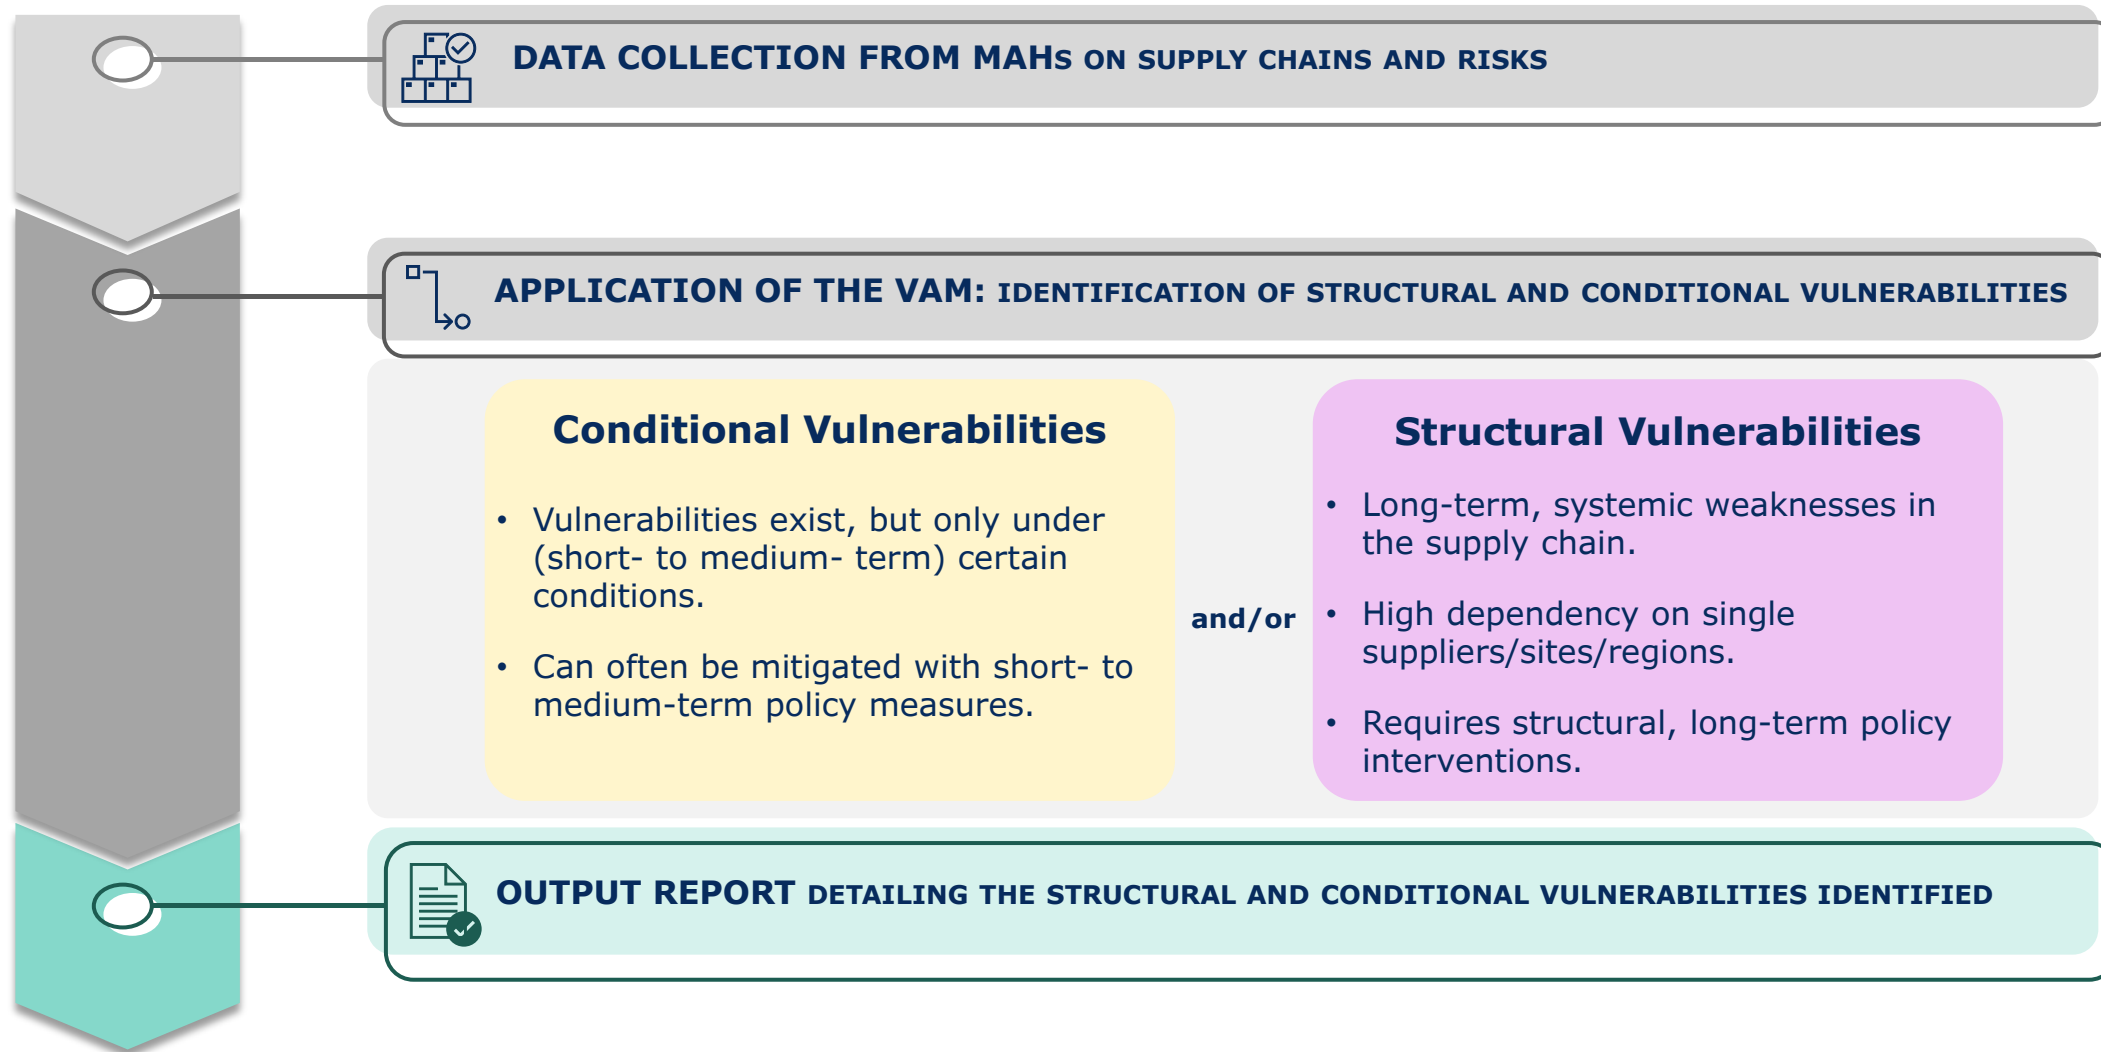 DATA COLLECTION FROM MAHS ON SUPPLY CHAINS AND RISKS
APPLICATION OF THE VAM: IDENTIFICATION OF STRUCTURAL AND CONDITIONAL VULNERABILITIES
Conditional Vulnerabilities
• Vulnerabilities exist, but only under
(short- to medium- term) certain
conditions.
• Can often be mitigated with short- to
medium-term policy measures.
and/or
Structural Vulnerabilities
• Long-term, systemic weaknesses in
the supply chain.
• High dependency on single
suppliers/sites/regions.
• Requires structural, long-term policy
interventions.
OUTPUT REPORT DETAILING THE STRUCTURAL AND CONDITIONAL VULNERABILITIES IDENTIFIED